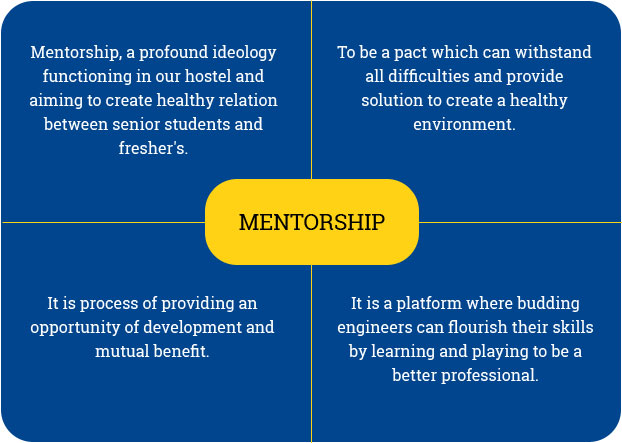 Mentorship, a profound ideology
functioning in our hostel and
aiming to create healthy relation
between senior students and
fresher's.
To be a pact which can withstand
all difficulties and provide
solution to create a healthy
environment.
MENTORSHIP
It is process of providing an
opportunity of development and
mutual benefit.
It is a platform where budding
engineers can flourish their skills
by learning and playing to be a
better professional.